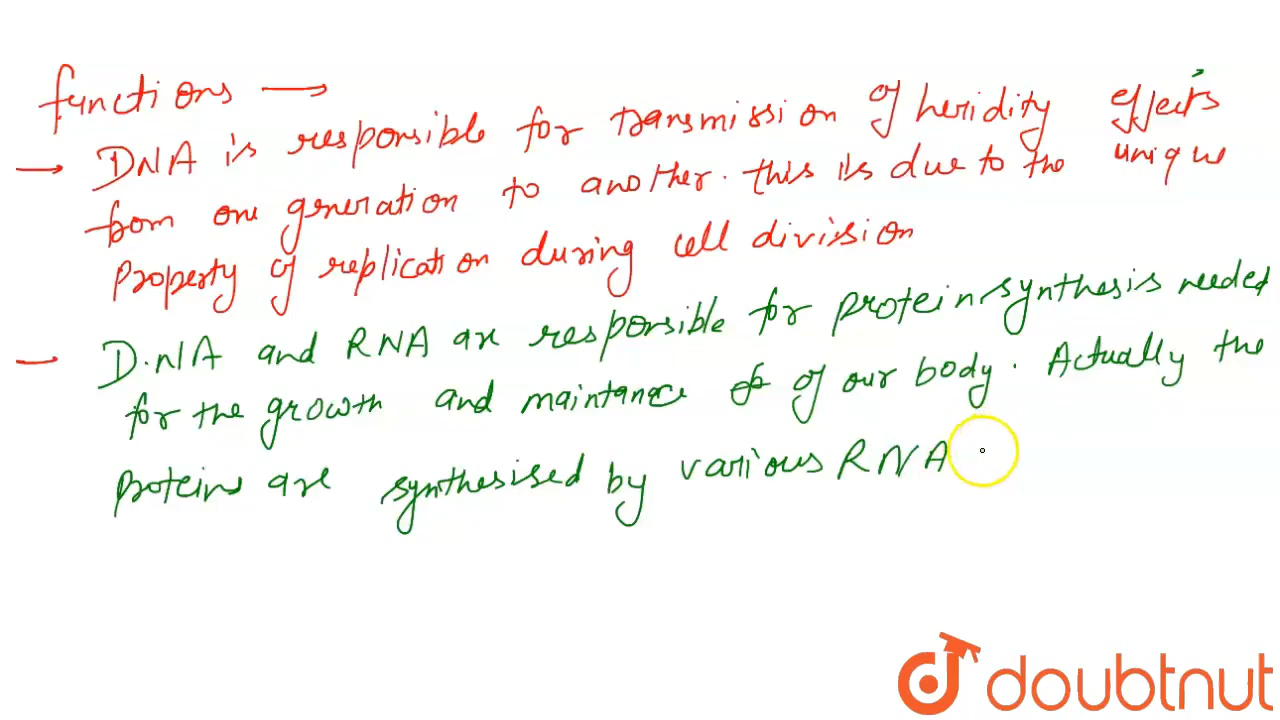 functions →
→ DNA is responsible for transmission of heridity effects
from one generation to another. this is due to the unique
property of replication during cell division
- D.NA and RNA are responsible for protein synthesis needed
for the growth and maintanace of of our body. Actually the
proteins are synthesised by various RNA
doubtnut